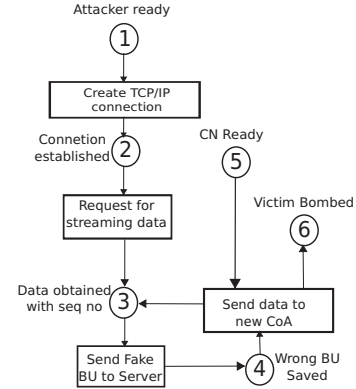 Attacker ready
1
Create TCP/IP
connection
Connetion
established
2
CN Ready
5
Request for
streaming data
Victim Bombed
6
Data obtained
with seq no
3
Send data to
new CoA
Send Fake
BU to Server
4
Wrong BU
Saved